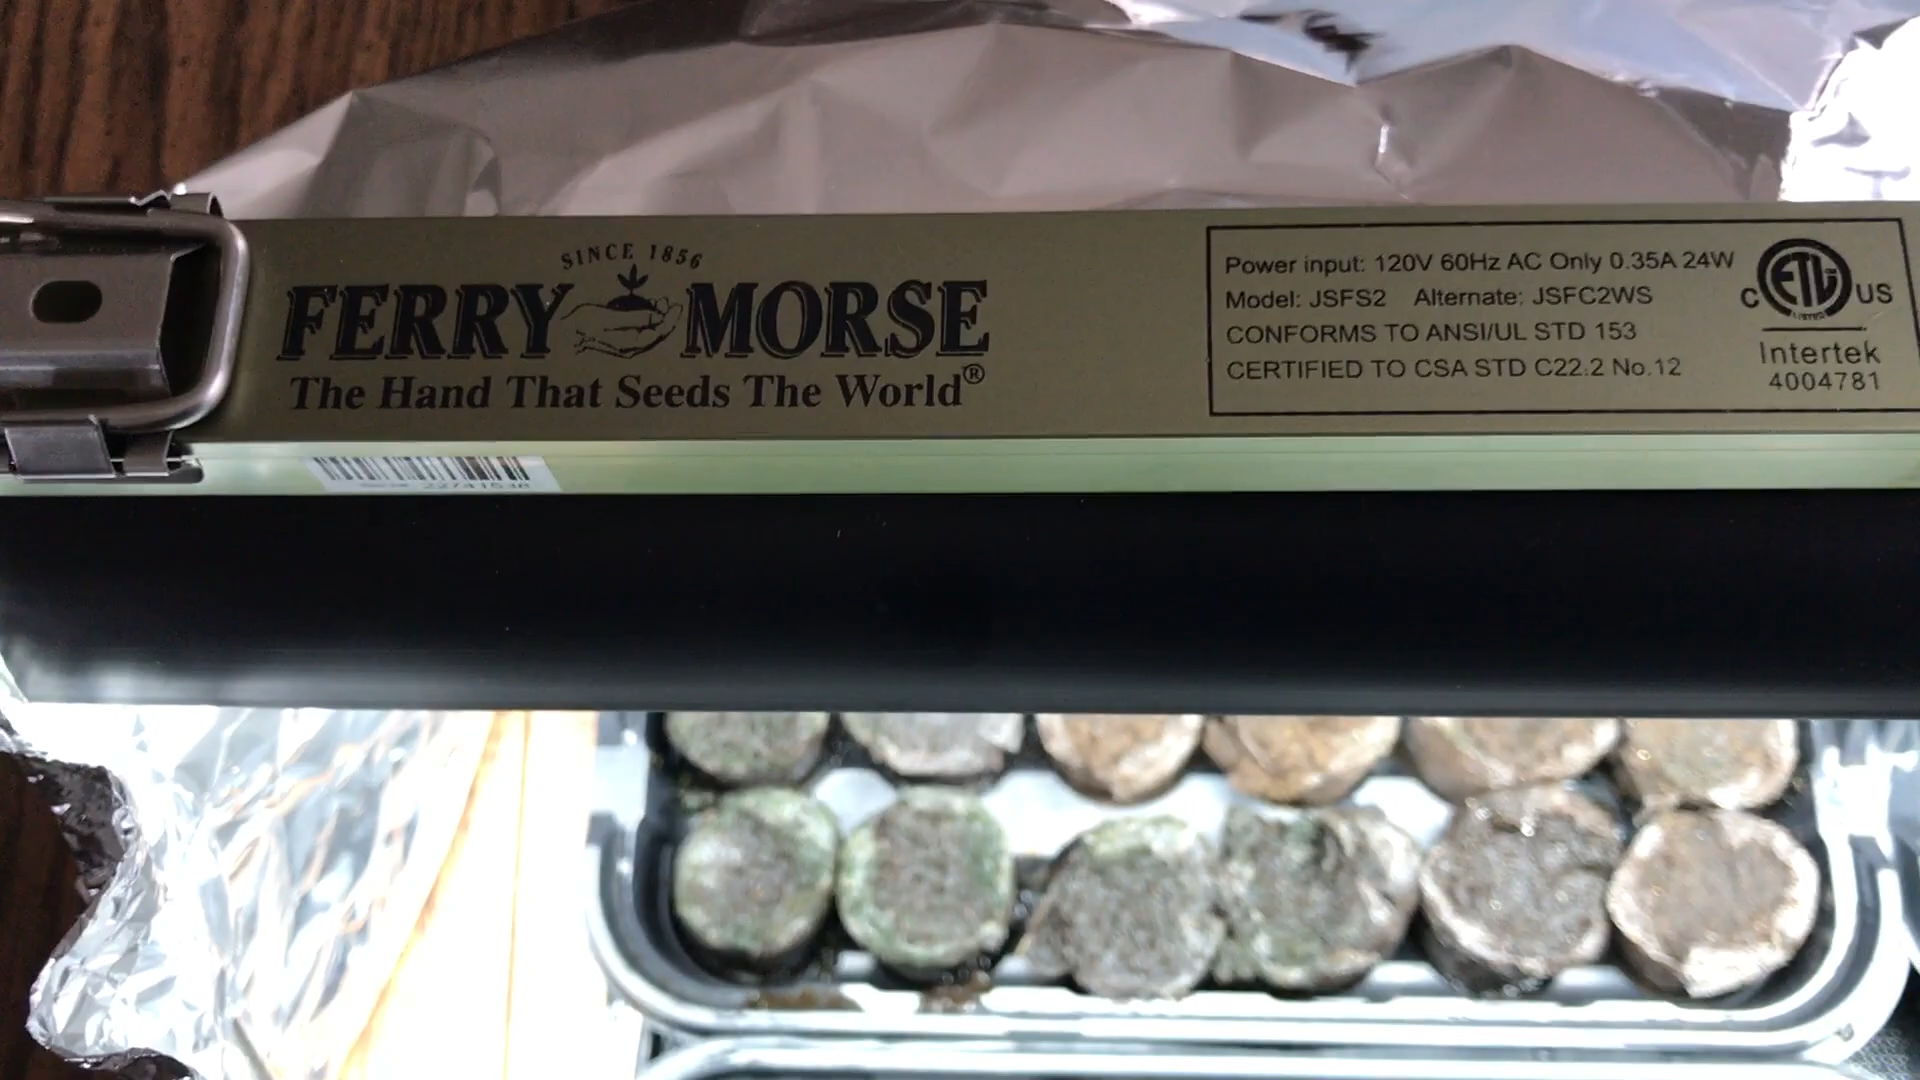 SINCE 1856
FERRY MORSE
The Hand That Seeds The World®
Power input: 120V 60Hz AC Only 0.35A 24W
Model: JSFS2 Alternate: JSFC2WS
CONFORMS TO ANSI/UL STD 153
CERTIFIED TO CSA STD C22.2 No.12
C ETL US
LISTED
Intertek
4004781